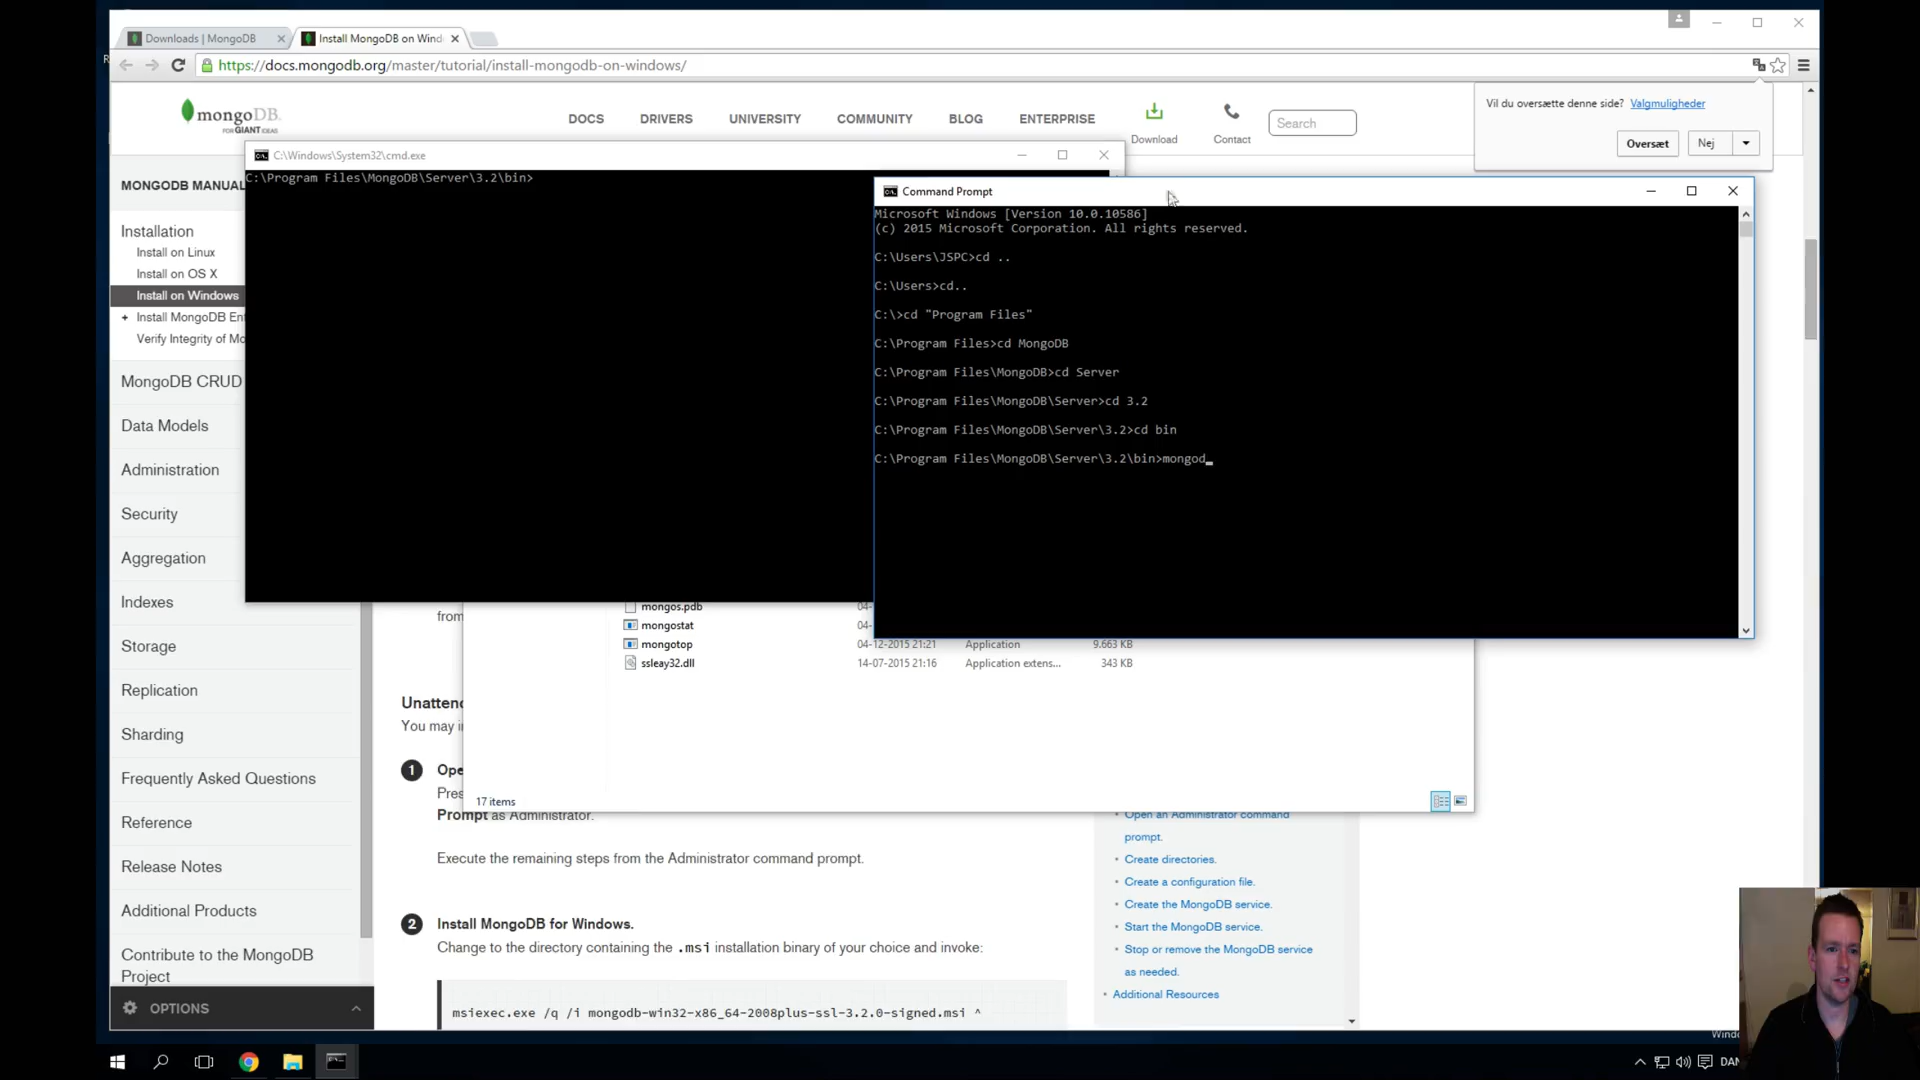 Downloads | MongoDB
Install MongoDB on Wind
https://docs.mongodb.org/master/tutorial/install-mongodb-on-windows/
Vil du oversætte denne side? Valgmuligheder
Oversæt
Nej
mongoDB.
FOR GIANT IDEAS
DOCS
DRIVERS
UNIVERSITY
COMMUNITY
BLOG
ENTERPRISE
Download
Contact
Search
C:\Windows\System32\cmd.exe
C:\Program Files\MongoDB\Server\3.2\bin>
Command Prompt
Microsoft Windows [Version 10.0.10586]
(c) 2015 Microsoft Corporation. All rights reserved.
C:\Users\JSPC>cd ..
C:\Users>cd..
C:\>cd "Program Files"
C:\Program Files>cd MongoDB
C:\Program Files\MongoDB>cd Server
C:\Program Files\MongoDB\Server>cd 3.2
C:\Program Files\MongoDB\Server\3.2>cd bin
C:\Program Files\MongoDB\Server\3.2\bin>mongod_
MONGODB MANUAL
Installation
Install on Linux
Install on OS X
Install on Windows
+ Install MongoDB Ent
Verify Integrity of Mo
MongoDB CRUD
Data Models
Administration
Security
Aggregation
Indexes
Storage
Replication
Sharding
Frequently Asked Questions
Reference
Release Notes
Additional Products
Contribute to the MongoDB
Project
OPTIONS
from
mongos.pdb 04-
mongostat 04-
mongotop 04-12-2015 21:21 Application 9.663 KB
ssleay32.dll 14-07-2015 21:16 Application extens... 343 KB
17 items
Unattend
You may i
1 Ope
Pres
Prompt as Administrator.
Execute the remaining steps from the Administrator command prompt.
2 Install MongoDB for Windows.
Change to the directory containing the .msi installation binary of your choice and invoke:
msiexec.exe /q /i mongodb-win32-x86_64-2008plus-ssl-3.2.0-signed.msi ^
Open an Administrator command
prompt.
Create directories.
Create a configuration file.
Create the MongoDB service.
Start the MongoDB service.
Stop or remove the MongoDB service
as needed.
Additional Resources
Windo
DAN